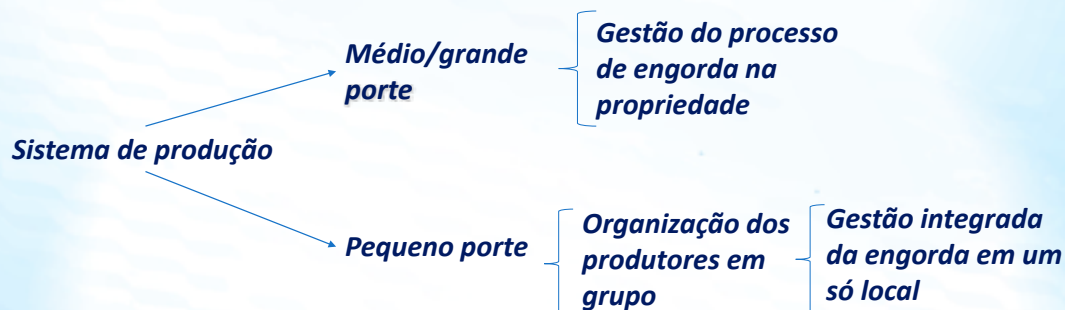 Médio/grande
porte
Gestão do processo
de engorda na
propriedade
Sistema de produção
Pequeno porte
Organização dos
produtores em
grupo
Gestão integrada
da engorda em um
só local